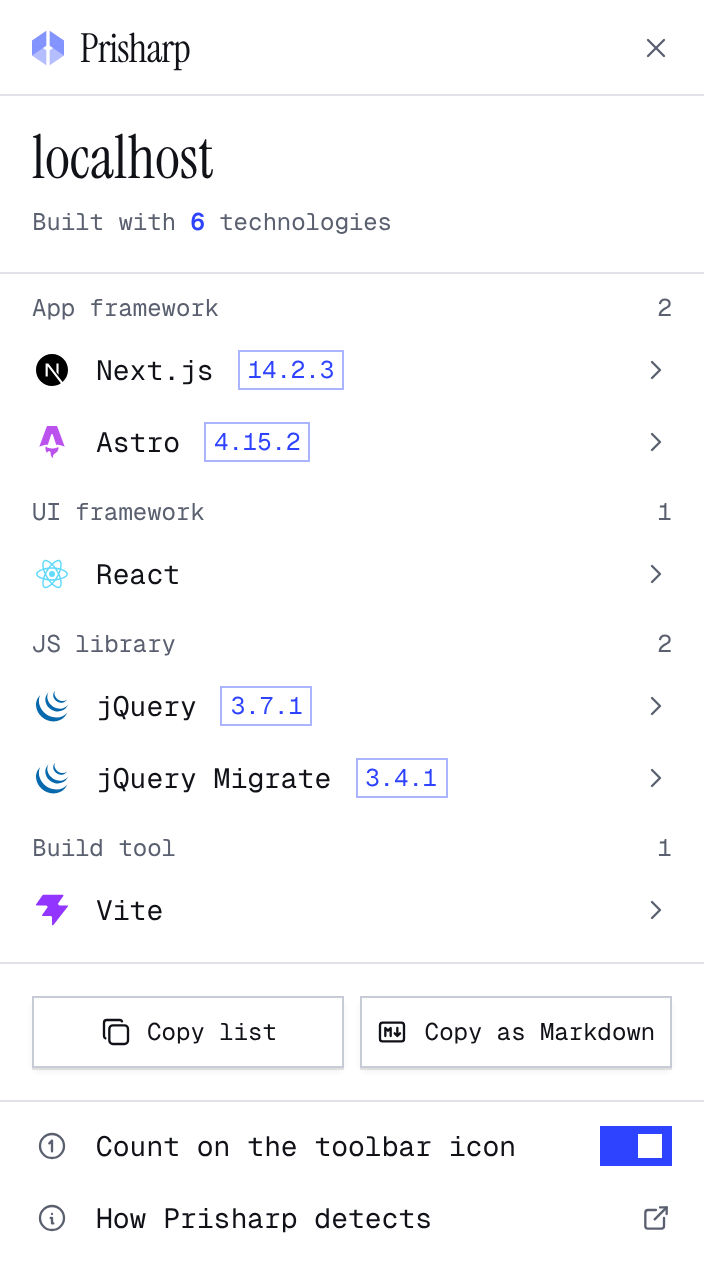 Prisharp
localhost
Built with 6 technologies
App framework 2
Next.js 14.2.3
Astro 4.15.2
UI framework 1
React
JS library 2
jQuery 3.7.1
jQuery Migrate 3.4.1
Build tool 1
Vite
Copy list Copy as Markdown
Count on the toolbar icon
How Prisharp detects